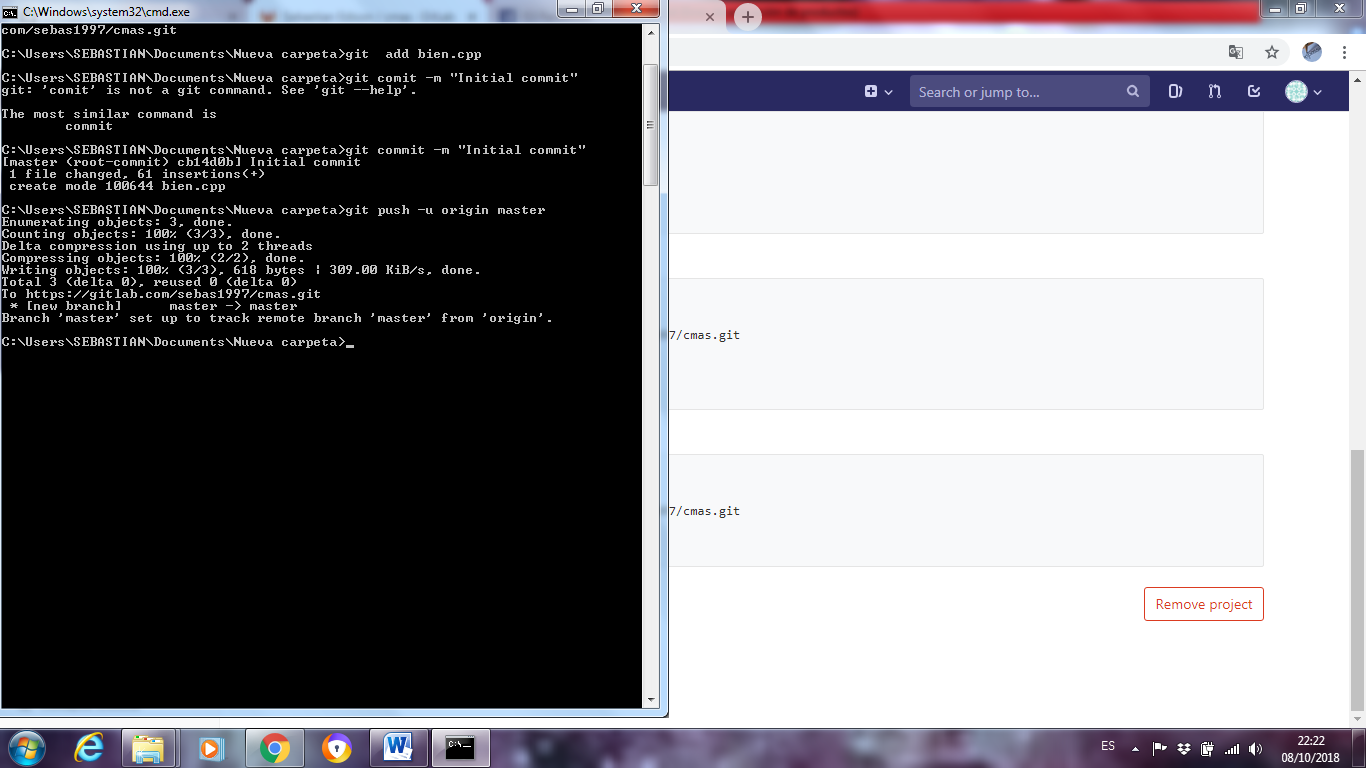 C:\Windows\system32\cmd.exe
com/sebas1997/cmas.git
C:\Users\SEBASTIAN\Documents\Nueva carpeta>git  add bien.cpp
C:\Users\SEBASTIAN\Documents\Nueva carpeta>git comit -m "Initial commit"
git: 'comit' is not a git command. See 'git --help'.
The most similar command is
        commit
C:\Users\SEBASTIAN\Documents\Nueva carpeta>git commit -m "Initial commit"
[master (root-commit) cb14d0b] Initial commit
 1 file changed, 61 insertions(+)
 create mode 100644 bien.cpp
C:\Users\SEBASTIAN\Documents\Nueva carpeta>git push -u origin master
Enumerating objects: 3, done.
Counting objects: 100% (3/3), done.
Delta compression using up to 2 threads
Compressing objects: 100% (2/2), done.
Writing objects: 100% (3/3), 618 bytes | 309.00 KiB/s, done.
Total 3 (delta 0), reused 0 (delta 0)
To https://gitlab.com/sebas1997/cmas.git
 * [new branch]      master -> master
Branch 'master' set up to track remote branch 'master' from 'origin'.
C:\Users\SEBASTIAN\Documents\Nueva carpeta>_
Search or jump to...
7/cmas.git
7/cmas.git
Remove project
ES
22:22
08/10/2018